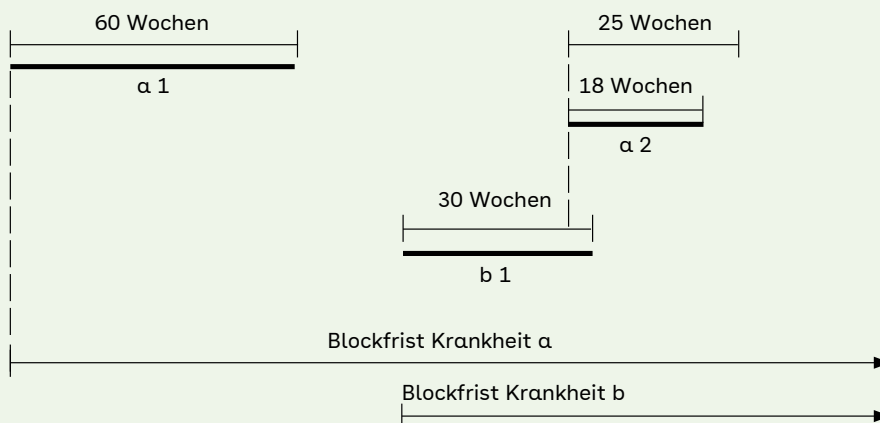 60 Wochen
25 Wochen
a 1
18 Wochen
a 2
30 Wochen
b 1
Blockfrist Krankheit a
Blockfrist Krankheit b